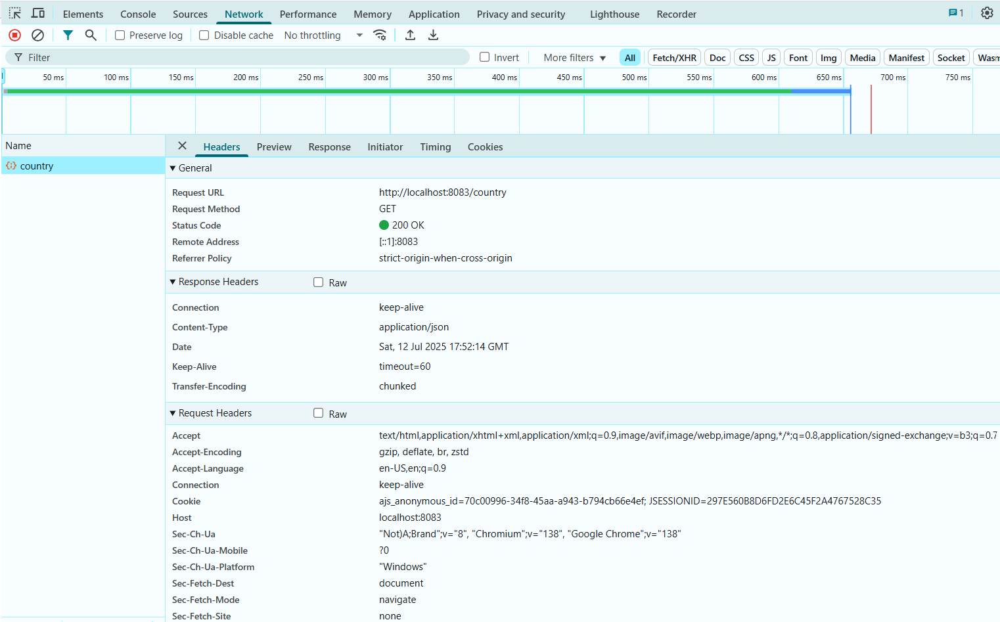 Elements Console Sources Network Performance Memory Application Privacy and security Lighthouse Recorder 1
Preserve log Disable cache No throttling
Filter Invert More filters All Fetch/XHR Doc CSS JS Font Img Media Manifest Socket Wasm
50 ms 100 ms 150 ms 200 ms 250 ms 300 ms 350 ms 400 ms 450 ms 500 ms 550 ms 600 ms 650 ms 700 ms 750 ms
Name Headers Preview Response Initiator Timing Cookies
country
General
Request URL http://localhost:8083/country
Request Method GET
Status Code 200 OK
Remote Address [::1]:8083
Referrer Policy strict-origin-when-cross-origin
Response Headers Raw
Connection keep-alive
Content-Type application/json
Date Sat, 12 Jul 2025 17:52:14 GMT
Keep-Alive timeout=60
Transfer-Encoding chunked
Request Headers Raw
Accept text/html,application/xhtml+xml,application/xml;q=0.9,image/avif,image/webp,image/apng,*/*;q=0.8,application/signed-exchange;v=b3;q=0.7
Accept-Encoding gzip, deflate, br, zstd
Accept-Language en-US,en;q=0.9
Connection keep-alive
Cookie ajs_anonymous_id=70c00996-34f8-45aa-a943-b794cb66e4ef; JSESSIONID=297E560B8D6FD2E6C45F2A4767528C35
Host localhost:8083
Sec-Ch-Ua "Not)A;Brand";v="8", "Chromium";v="138", "Google Chrome";v="138"
Sec-Ch-Ua-Mobile ?0
Sec-Ch-Ua-Platform "Windows"
Sec-Fetch-Dest document
Sec-Fetch-Mode navigate
Sec-Fetch-Site none